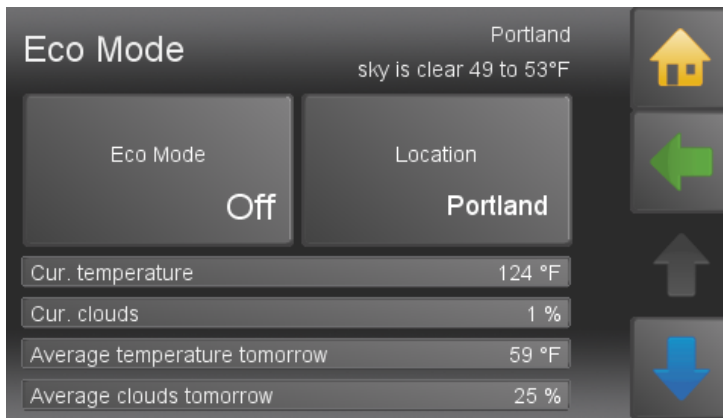 Eco Mode
Portland
sky is clear 49 to 53°F
Eco Mode
Off
Location
Portland
Cur. temperature 124 °F
Cur. clouds 1 %
Average temperature tomorrow 59 °F
Average clouds tomorrow 25 %